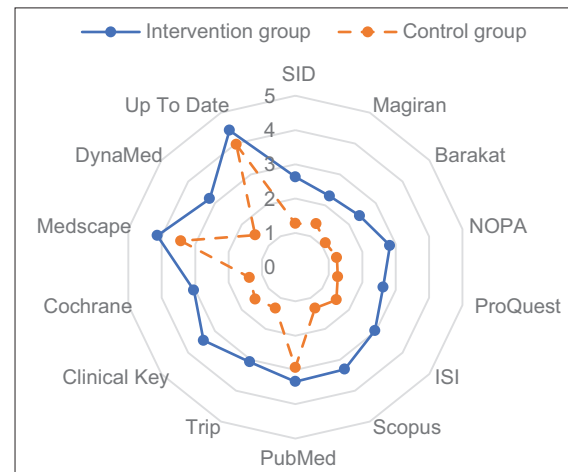 Intervention group
Control group
SID
Up To Date
Magiran
DynaMed
Barakat
Medscape
NOPA
Cochrane
ProQuest
Clinical Key
ISI
Trip
Scopus
PubMed
5
4
3
2
1
0